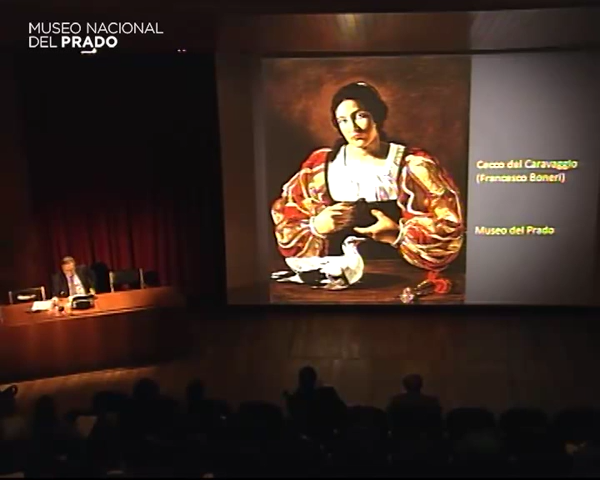 MUSEO NACIONAL
DEL PRADO
Cecco del Caravaggio
(Francesco Boneri)
Museo del Prado